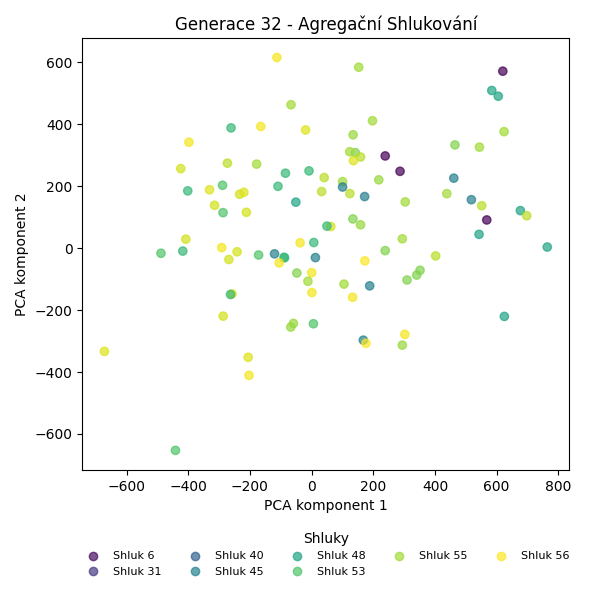 Generace 32 - Agregační Shlukování
PCA komponent 2
600
400
200
0
−200
−400
−600
−600 −400 −200 0 200 400 600
PCA komponent 1
Shluky
Shluk 6 Shluk 40 Shluk 48 Shluk 55 Shluk 56
Shluk 31 Shluk 45 Shluk 53